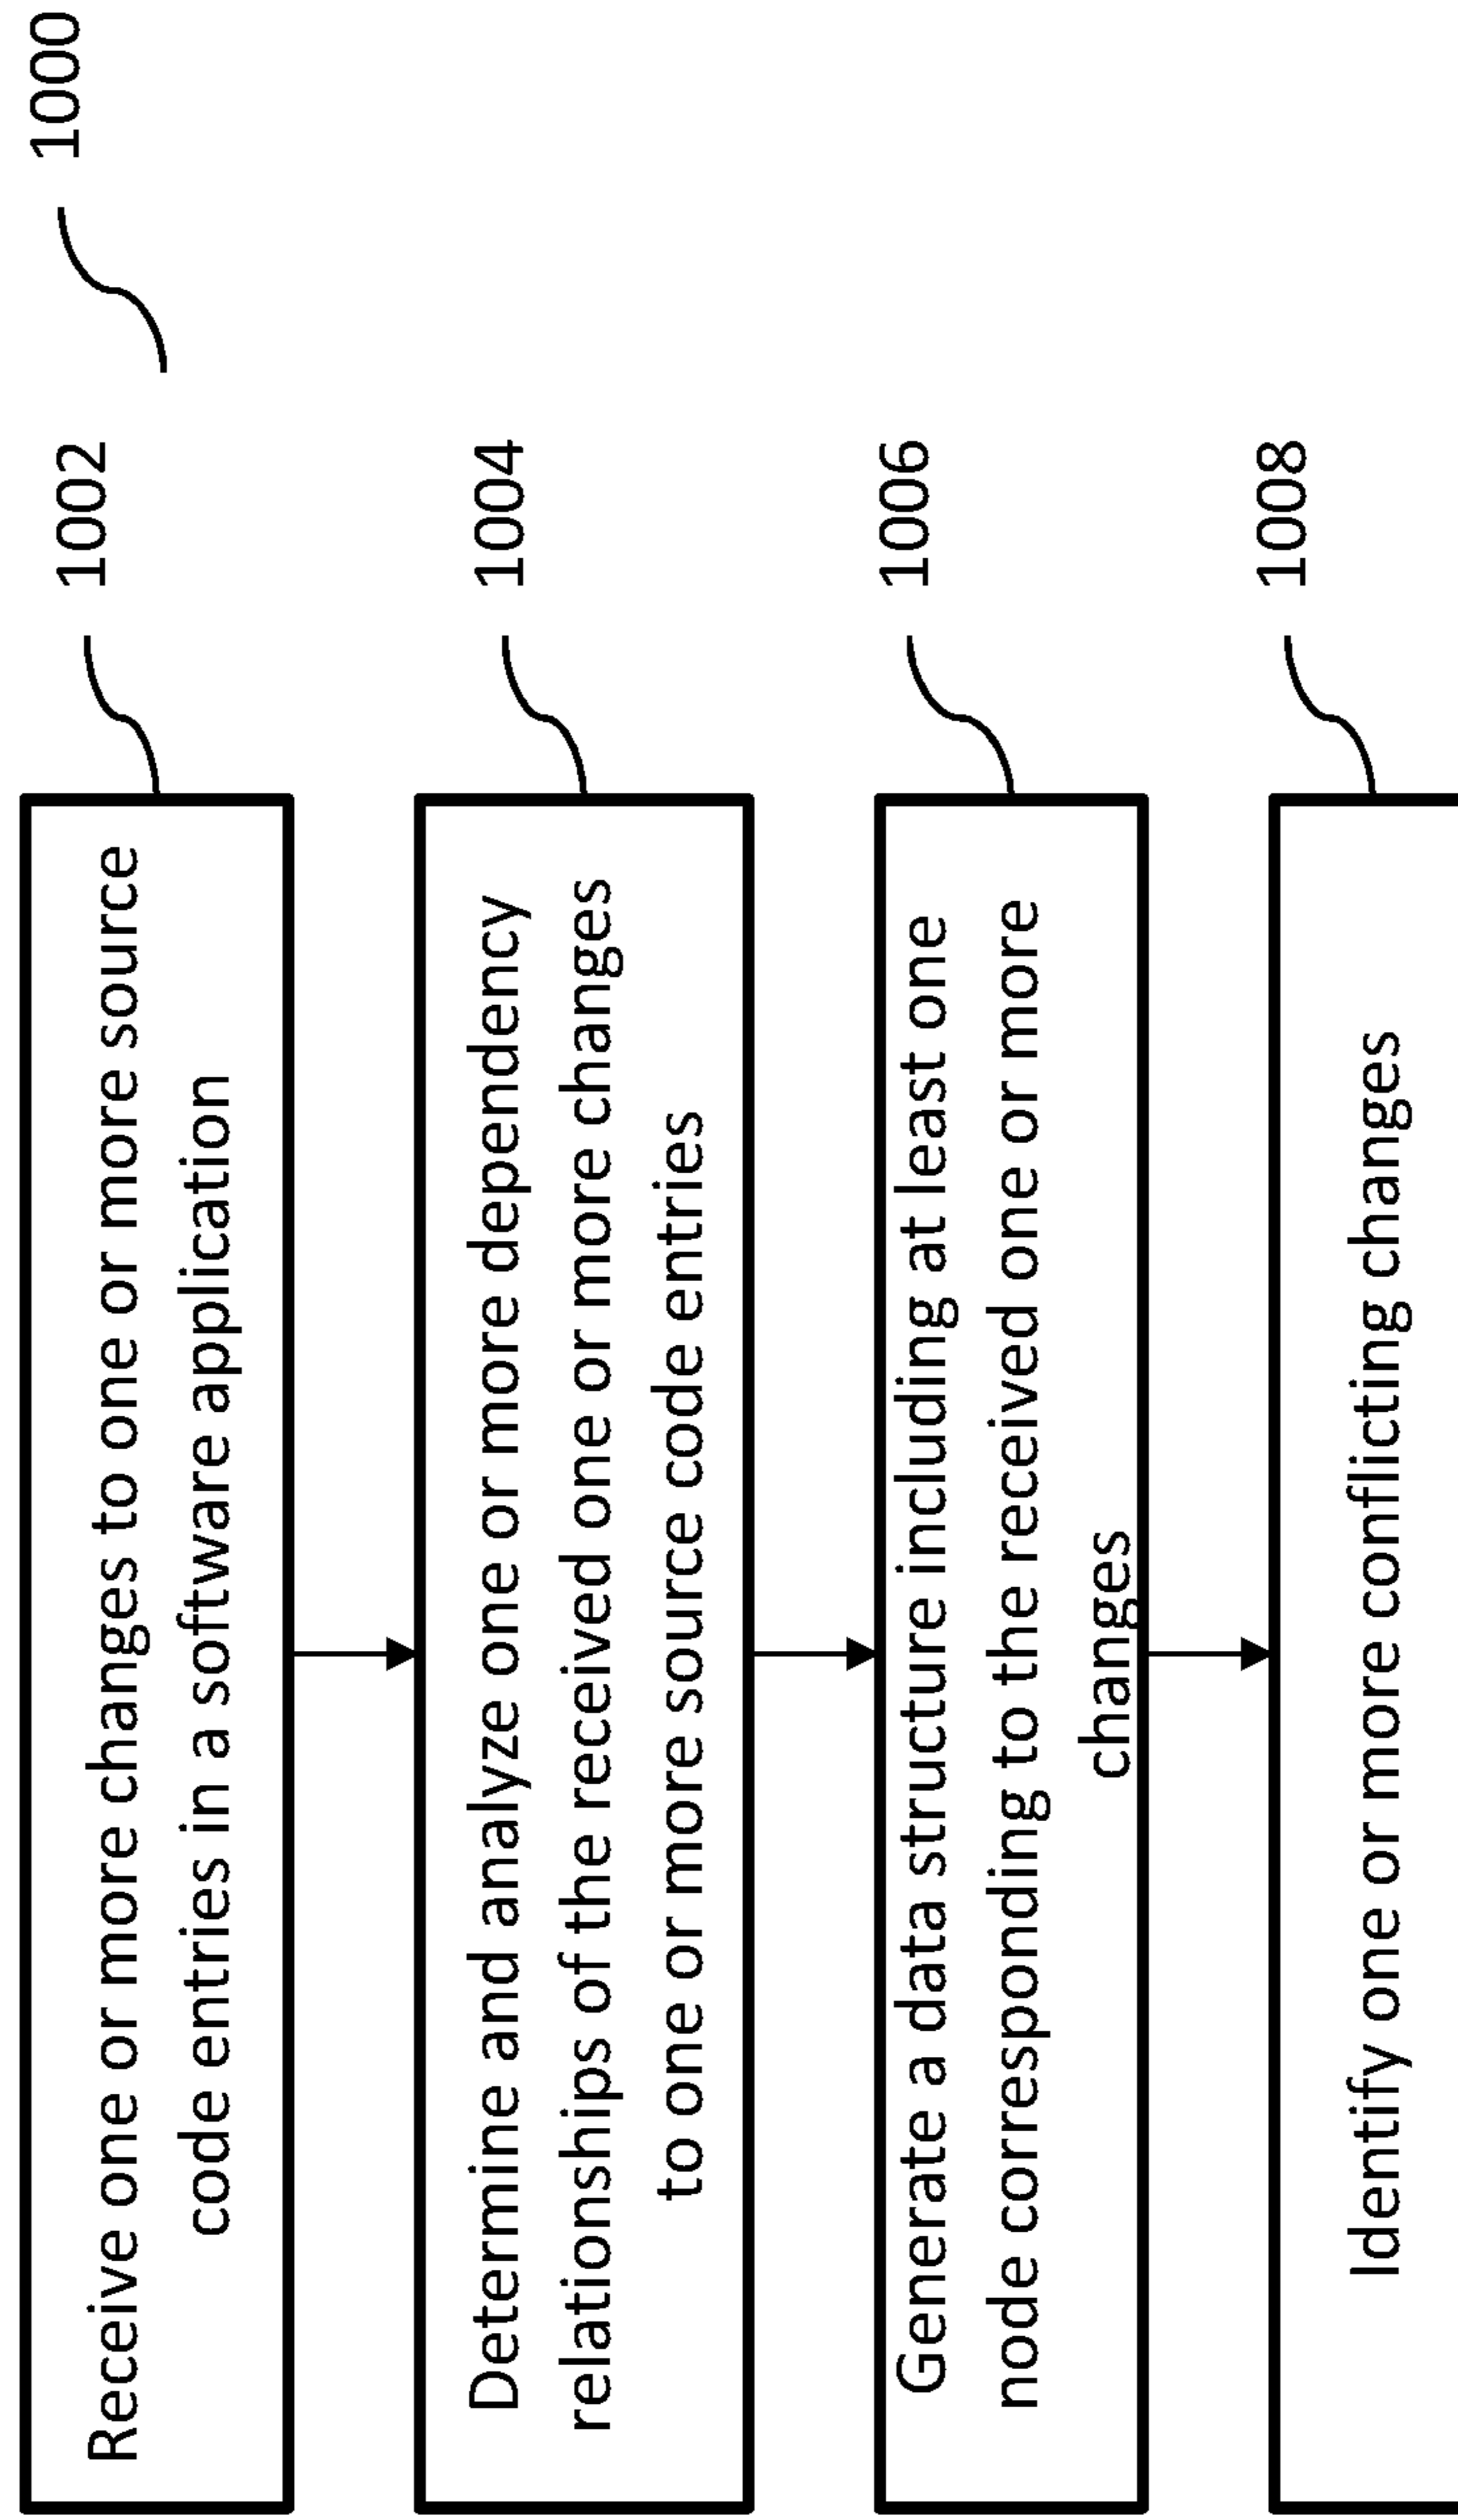 1000
1002
Receive one or more changes to one or more source
code entries in a software application
1004
Determine and analyze one or more dependency
relationships of the received one or more changes
to one or more source code entries
1006
Generate a data structure including at least one
node corresponding to the received one or more
changes
1008
Identify one or more conflicting changes